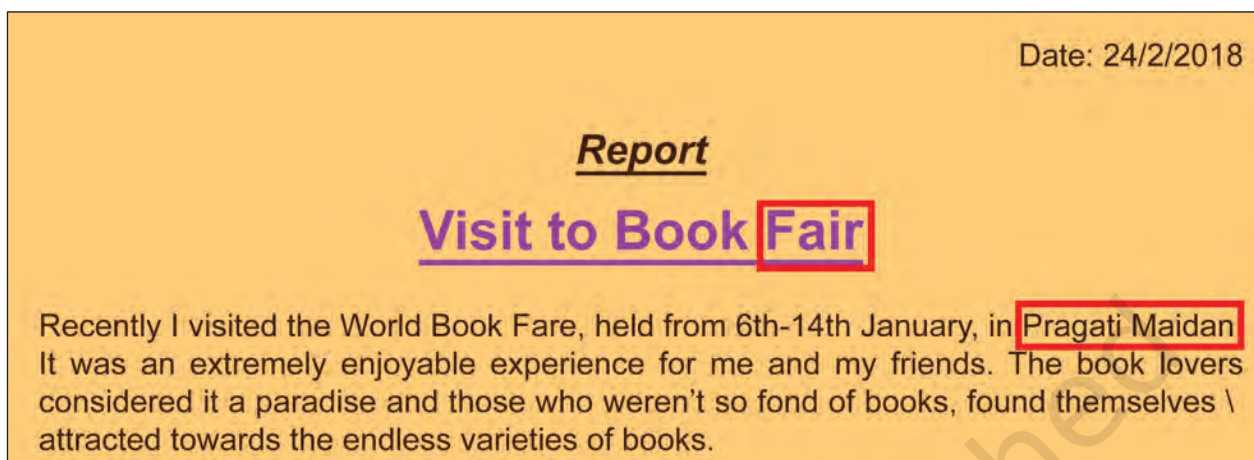 Date: 24/2/2018
Report
Visit to Book Fair
Recently I visited the World Book Fare, held from 6th-14th January, in Pragati Maidan
It was an extremely enjoyable experience for me and my friends. The book lovers
considered it a paradise and those who weren't so fond of books, found themselves \
attracted towards the endless varieties of books.